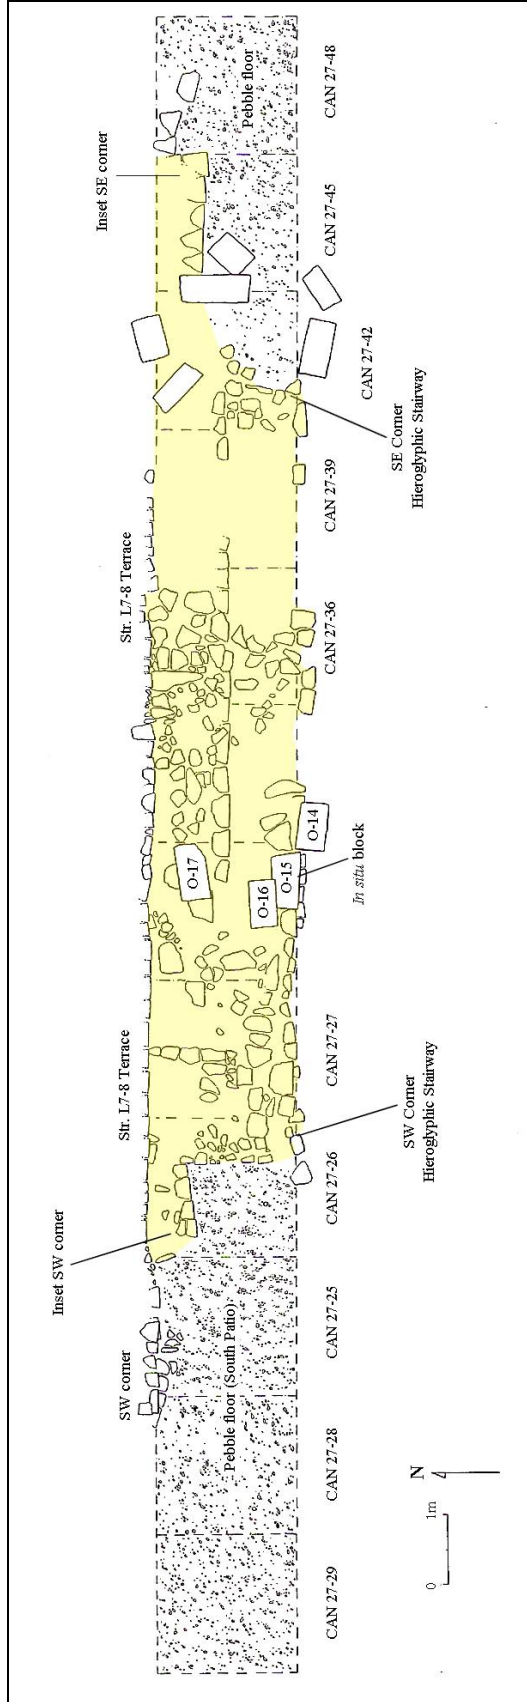 Inset SW corner
SW corner
Str. L7-8 Terrace
Str. L7-8 Terrace
Inset SE corner
Pebble floor (South Patio)
O-17
O-16
O-15
O-14
Pebble floor
CAN 27-29
CAN 27-28
CAN 27-25
CAN 27-26
CAN 27-27
CAN 27-36
CAN 27-39
CAN 27-42
CAN 27-45
CAN 27-48
In situ block
SW Corner
Hieroglyphic Stairway
SE Corner
Hieroglyphic Stairway
0 1m
N